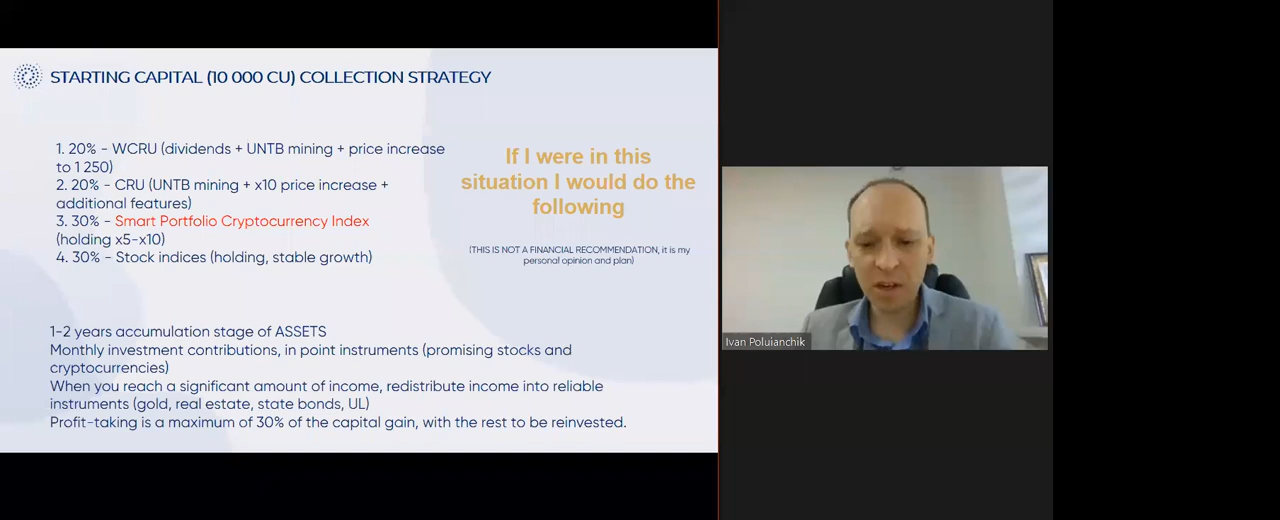 STARTING CAPITAL (10 000 CU) COLLECTION STRATEGY
1. 20% - WCRU (dividends + UNTB mining + price increase
to 1 250)
2. 20% - CRU (UNTB mining + x10 price increase +
additional features)
3. 30% - Smart Portfolio Cryptocurrency Index
(holding x5-x10)
4. 30% - Stock indices (holding, stable growth)
If I were in this
situation I would do the
following
(THIS IS NOT A FINANCIAL RECOMMENDATION, it is my
personal opinion and plan)
1-2 years accumulation stage of ASSETS
Monthly investment contributions, in point instruments (promising stocks and
cryptocurrencies)
When you reach a significant amount of income, redistribute income into reliable
instruments (gold, real estate, state bonds, UL)
Profit-taking is a maximum of 30% of the capital gain, with the rest to be reinvested.
Ivan Poluianchik